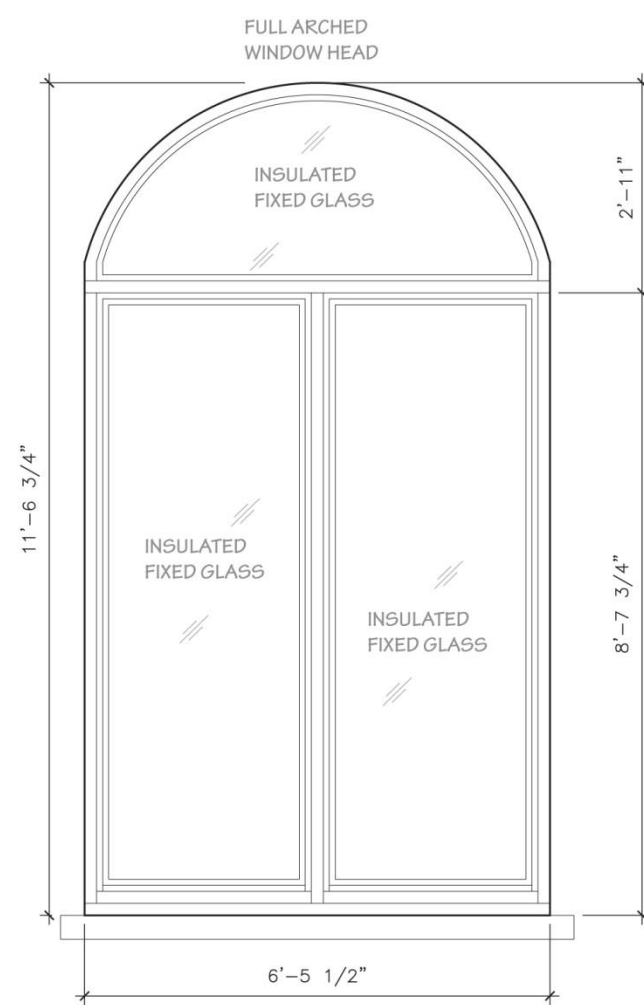 FULL ARCHED
WINDOW HEAD
INSULATED
FIXED GLASS
2'-11"
11'-6 3/4"
INSULATED
FIXED GLASS
INSULATED
FIXED GLASS
8'-7 3/4"
6'-5 1/2"